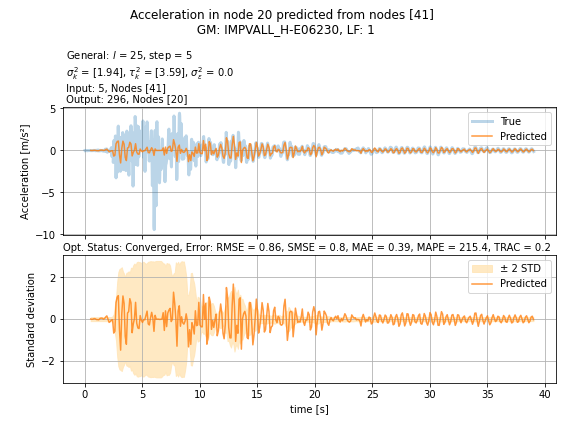 Acceleration in node 20 predicted from nodes [41]
GM: IMPVALL_H-E06230, LF: 1
General: l = 25, step = 5
σ²ₖ = [1.94], τ²ₖ = [3.59], σ²ε = 0.0
Input: 5, Nodes [41]
Output: 296, Nodes [20]
5
0
−5
−10
Acceleration [m/s²]
True
Predicted
Opt. Status: Converged, Error: RMSE = 0.86, SMSE = 0.8, MAE = 0.39, MAPE = 215.4, TRAC = 0.2
2
0
−2
Standard deviation
± 2 STD
Predicted
0 5 10 15 20 25 30 35 40
time [s]